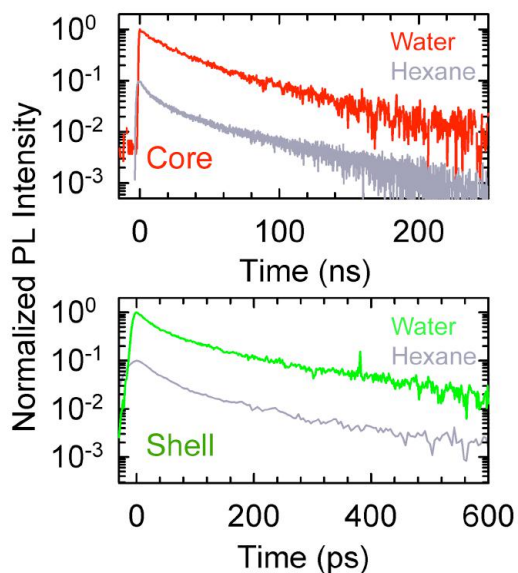 Normalized PL Intensity
10^0
10^-1
10^-2
10^-3
Water
Hexane
Core
0
100
200
Time (ns)
10^0
10^-1
10^-2
10^-3
Water
Hexane
Shell
0
200
400
600
Time (ps)